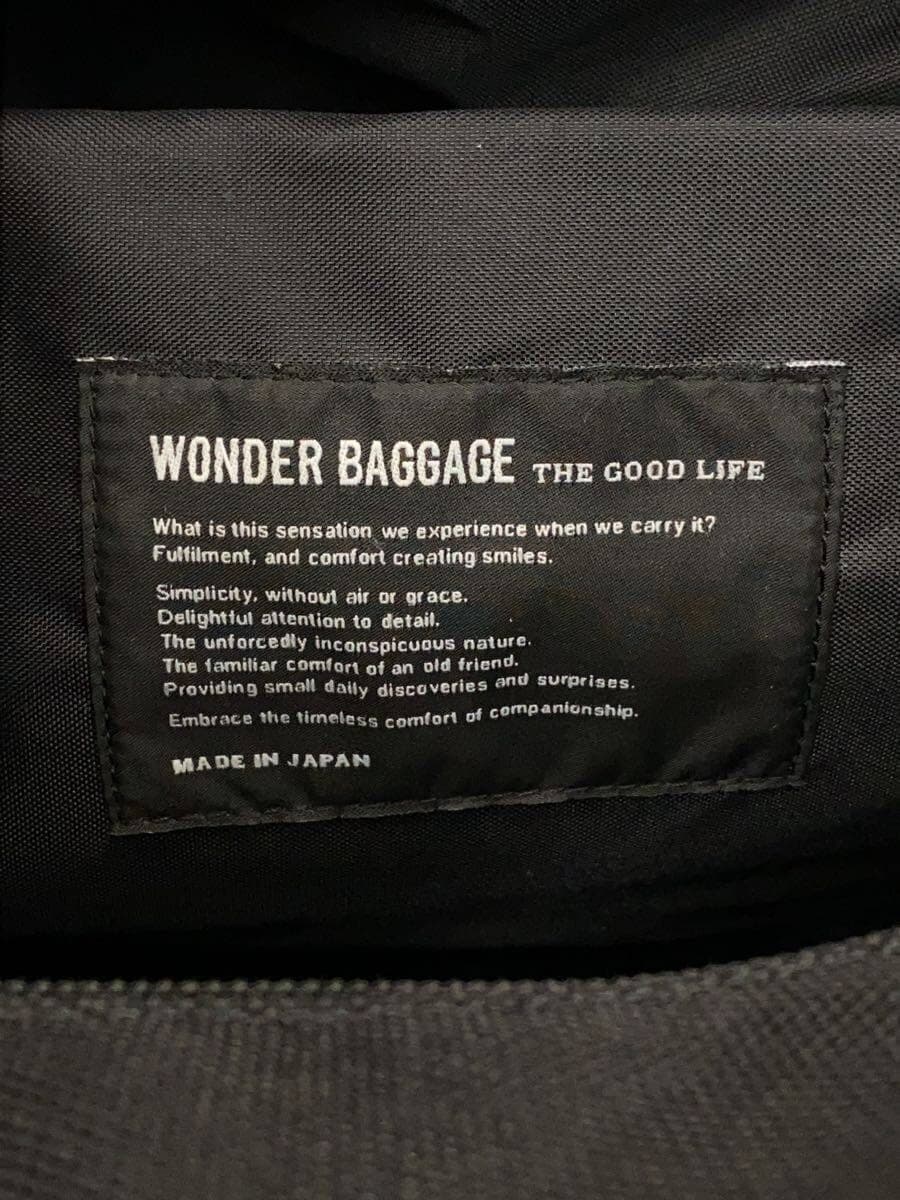 WONDER BAGGAGE THE GOOD LIFE
What is this sensation we experience when we carry it?
Fulfilment, and comfort creating smiles.
Simplicity, without air or grace.
Delightful attention to detail.
The unforcedly inconspicuous nature.
The familiar comfort of an old friend.
Providing small daily discoveries and surprises.
Embrace the timeless comfort of companionship.
MADE IN JAPAN